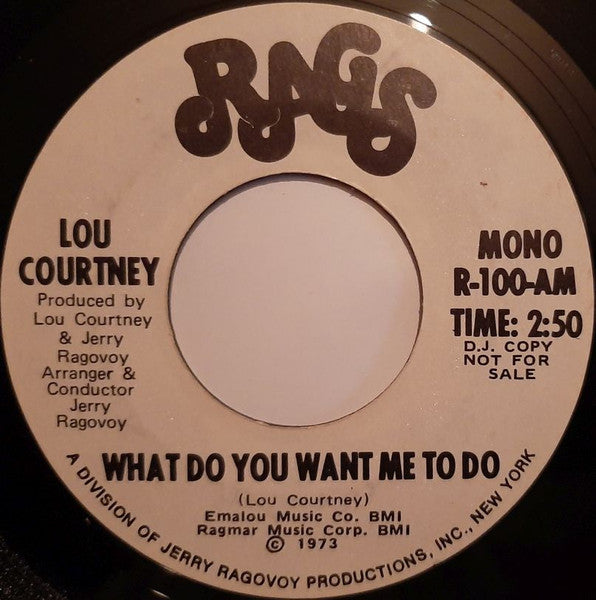 RAGS
LOU
COURTNEY
Produced by
Lou Courtney
& Jerry
Ragovoy
Arranger &
Conductor
Jerry
Ragovoy
MONO
R-100-AM
TIME: 2:50
D.J. COPY
NOT FOR
SALE
WHAT DO YOU WANT ME TO DO
(Lou Courtney)
Emalou Music Co. BMI
Ragmar Music Corp. BMI
© 1973
A DIVISION OF JERRY RAGOVOY PRODUCTIONS, INC., NEW YORK